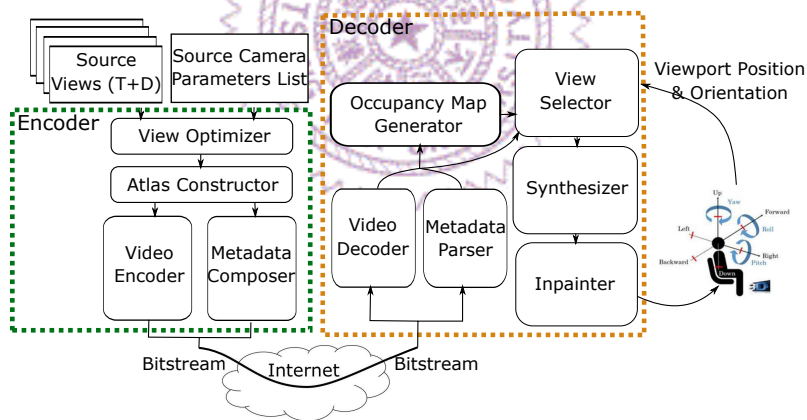 Source
Views (T+D)
Source Camera
Parameters List
Encoder
View Optimizer
Atlas Constructor
Video
Encoder
Metadata
Composer
Bitstream
Internet
Bitstream
Decoder
Occupancy Map
Generator
View
Selector
Synthesizer
Inpainter
Video
Decoder
Metadata
Parser
Viewport Position
& Orientation
Up
Yaw
Forward
Roll
Left
Right
Pitch
Backward
Down